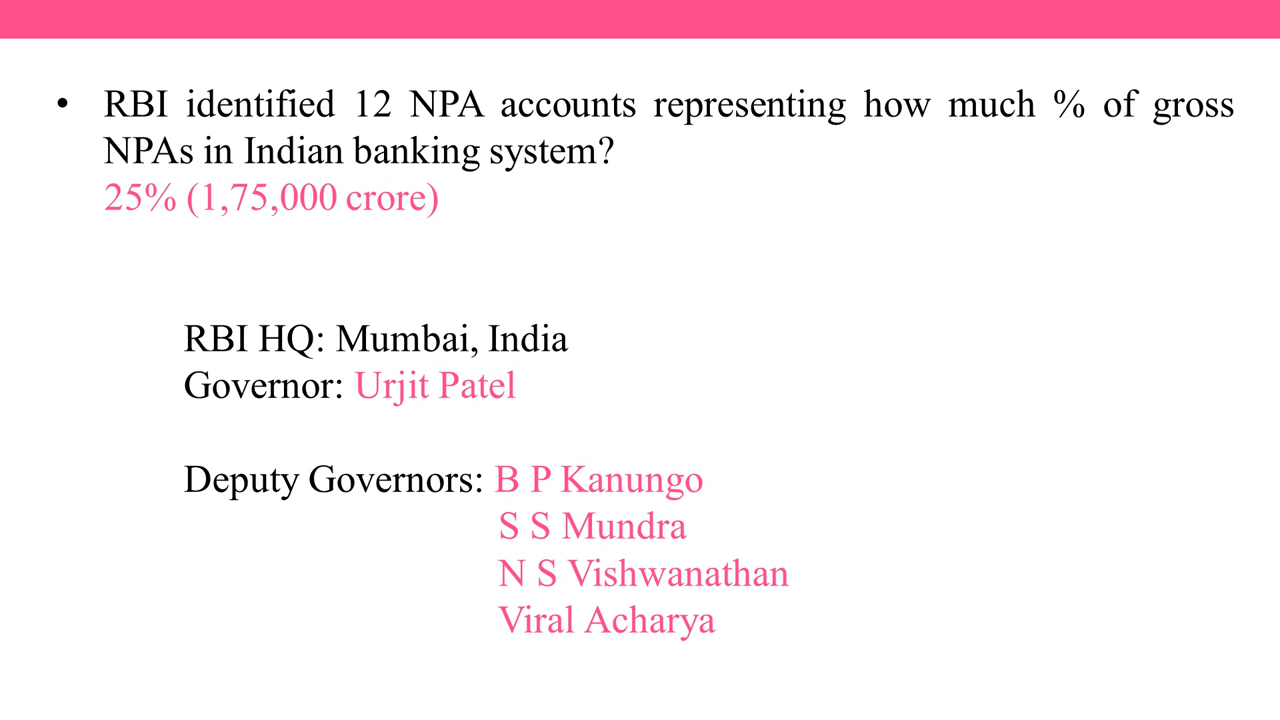 • RBI identified 12 NPA accounts representing how much % of gross
NPAs in Indian banking system?
25% (1,75,000 crore)
RBI HQ: Mumbai, India
Governor: Urjit Patel
Deputy Governors: B P Kanungo
S S Mundra
N S Vishwanathan
Viral Acharya